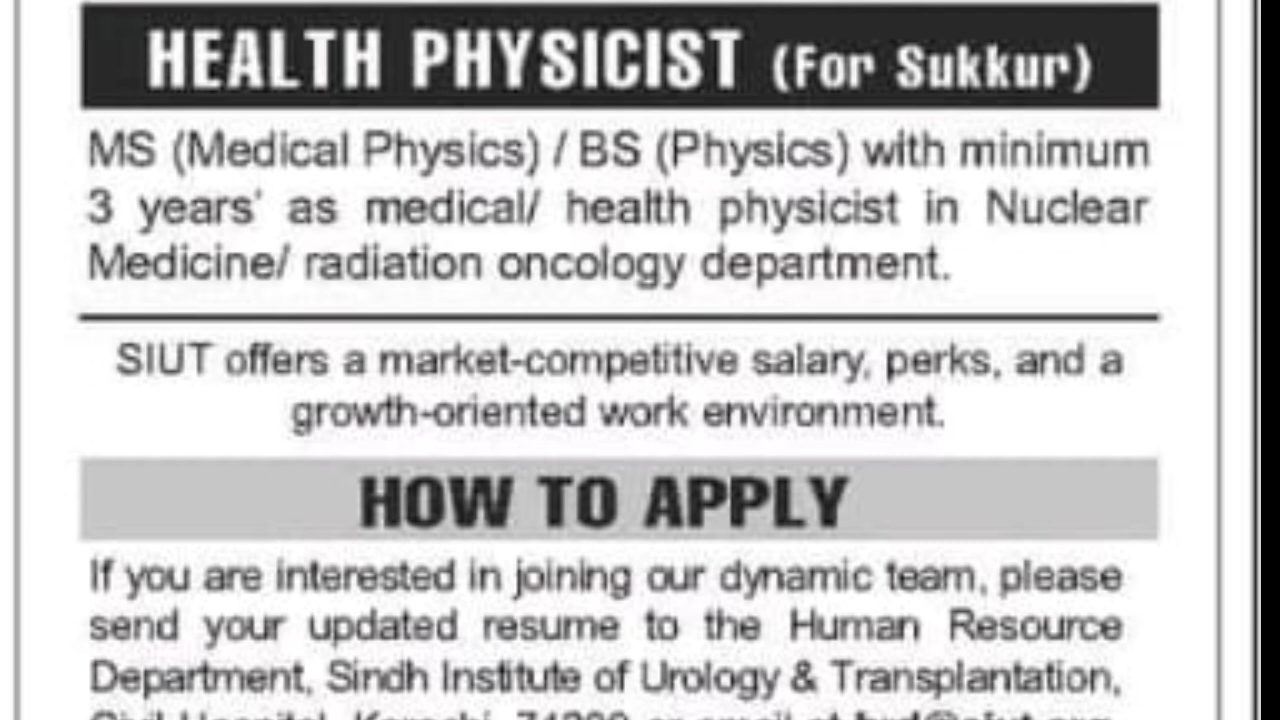 HEALTH PHYSICIST (For Sukkur)
MS (Medical Physics) / BS (Physics) with minimum
3 years' as medical/ health physicist in Nuclear
Medicine/ radiation oncology department.
SIUT offers a market-competitive salary, perks, and a
growth-oriented work environment.
HOW TO APPLY
If you are interested in joining our dynamic team, please
send your updated resume to the Human Resource
Department, Sindh Institute of Urology & Transplantation,